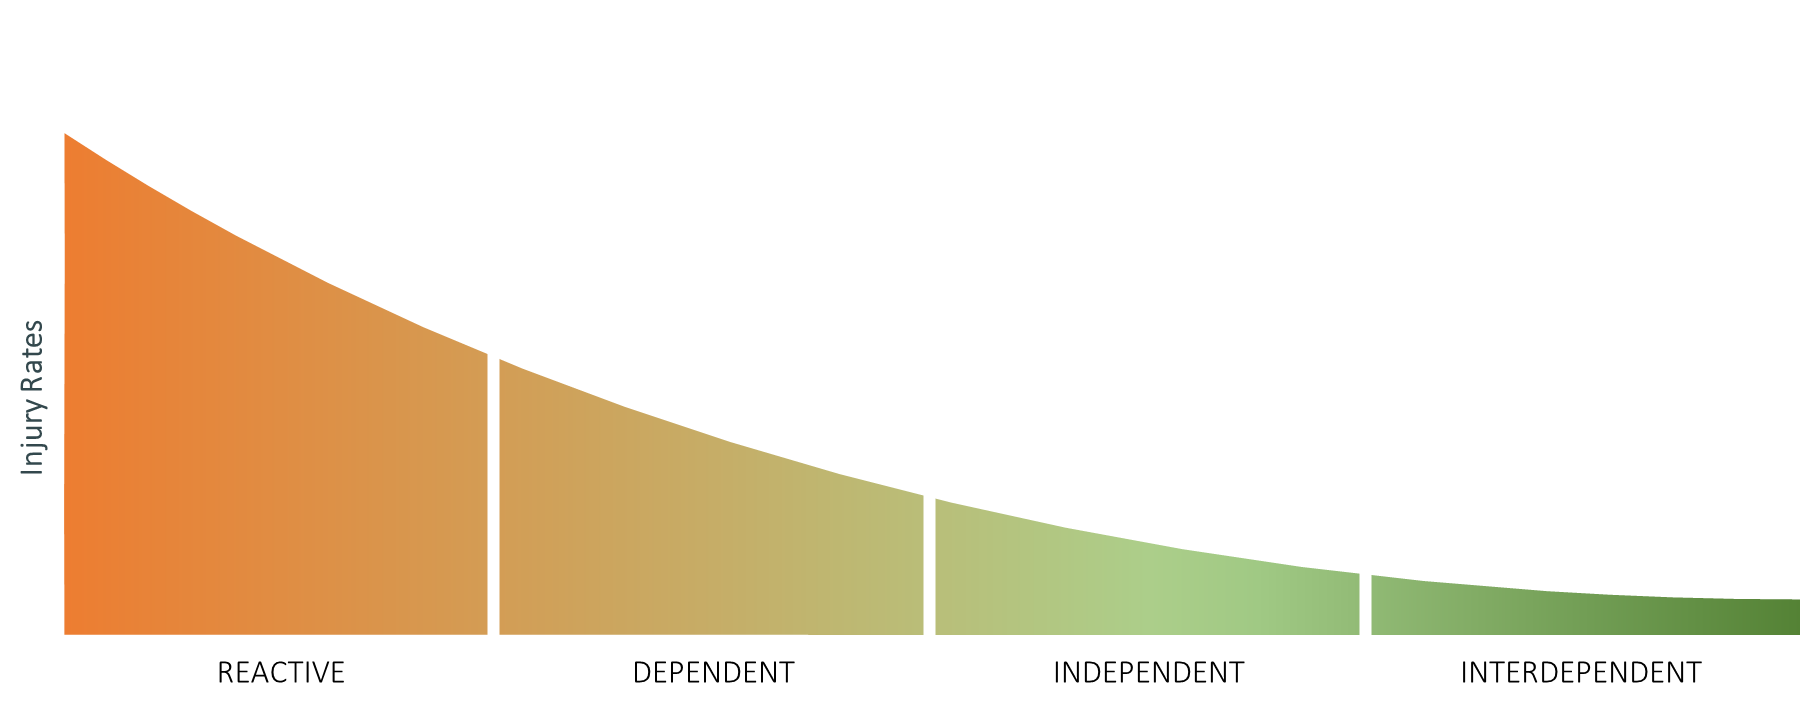 Injury Rates
REACTIVE
DEPENDENT
INDEPENDENT
INTERDEPENDENT